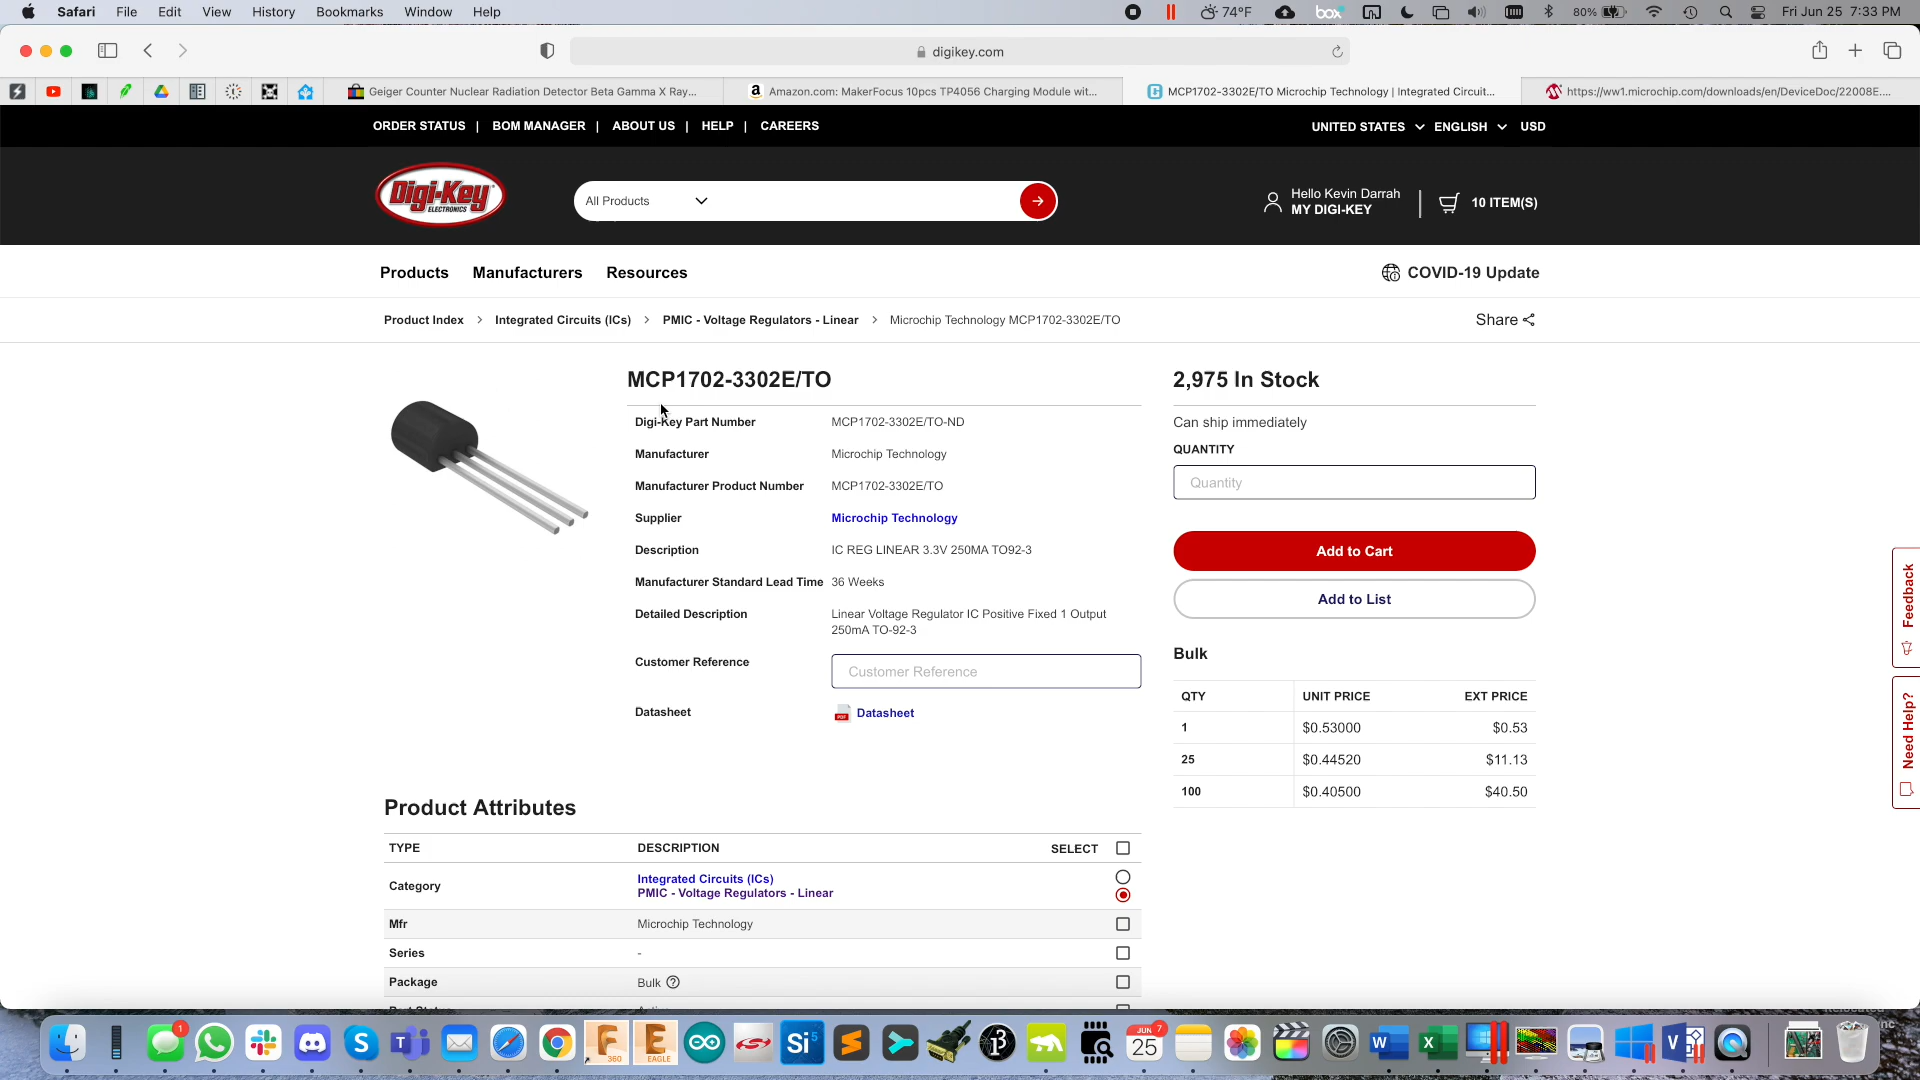 Safari File Edit View History Bookmarks Window Help
box 74°F 80% Fri Jun 25 7:33 PM
digikey.com
Geiger Counter Nuclear Radiation Detector Beta Gamma X Ray...
a Amazon.com: MakerFocus 10pcs TP4056 Charging Module wit...
MCP1702-3302E/TO Microchip Technology | Integrated Circuit...
https://ww1.microchip.com/downloads/en/DeviceDoc/22008E....
ORDER STATUS | BOM MANAGER | ABOUT US | HELP | CAREERS
UNITED STATES ENGLISH USD
Digi-Key
ELECTRONICS
All Products
Hello Kevin Darrah
MY DIGI-KEY
10 ITEM(S)
Products Manufacturers Resources
COVID-19 Update
Product Index > Integrated Circuits (ICs) > PMIC - Voltage Regulators - Linear > Microchip Technology MCP1702-3302E/TO
Share
MCP1702-3302E/TO
Digi-Key Part Number MCP1702-3302E/TO-ND
Manufacturer Microchip Technology
Manufacturer Product Number MCP1702-3302E/TO
Supplier Microchip Technology
Description IC REG LINEAR 3.3V 250MA TO92-3
Manufacturer Standard Lead Time 36 Weeks
Detailed Description Linear Voltage Regulator IC Positive Fixed 1 Output
250mA TO-92-3
Customer Reference Customer Reference
Datasheet PDF Datasheet
2,975 In Stock
Can ship immediately
QUANTITY
Quantity
Add to Cart
Add to List
Bulk
QTY UNIT PRICE EXT PRICE
1 $0.53000 $0.53
25 $0.44520 $11.13
100 $0.40500 $40.50
Feedback
Need Help?
Product Attributes
TYPE DESCRIPTION SELECT
Category Integrated Circuits (ICs)
PMIC - Voltage Regulators - Linear
Mfr Microchip Technology
Series -
Package Bulk
1
360
EAGLE
Si
JUN 7
25
W
X
V